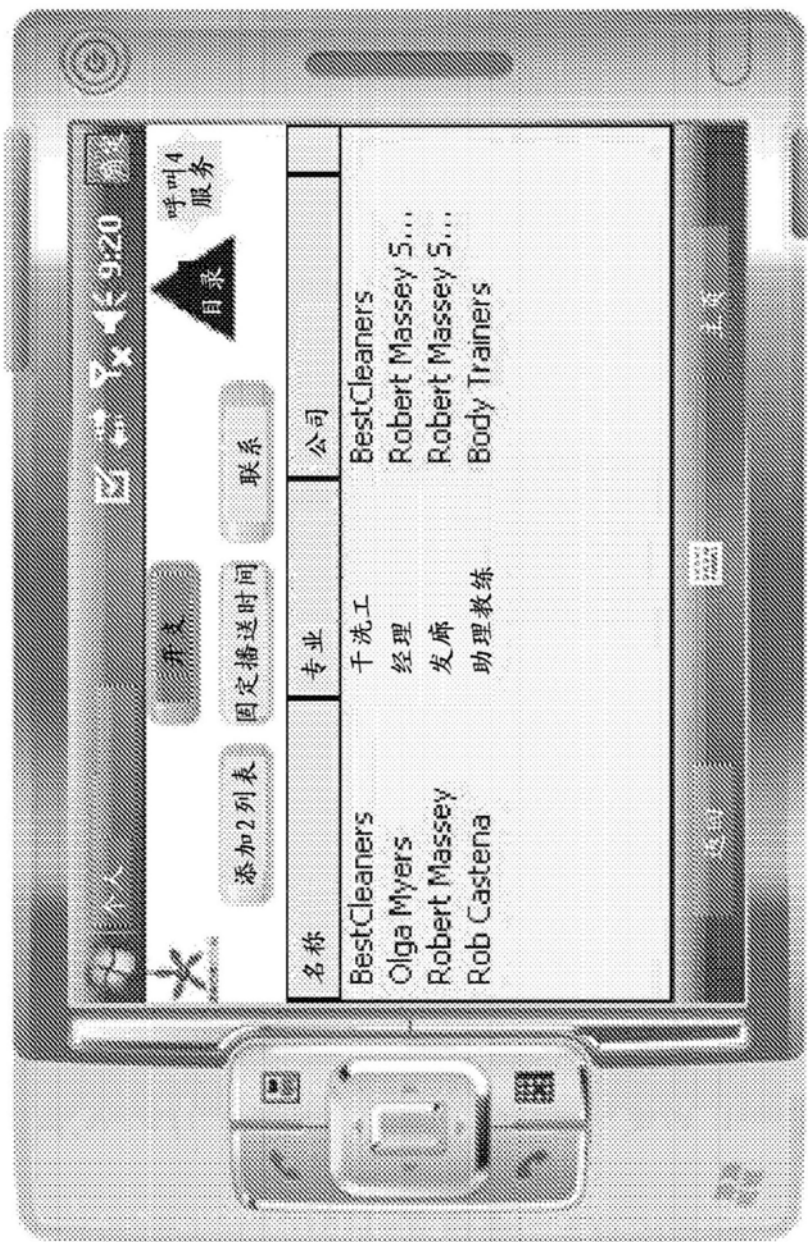 个人 9:20
呼叫4
服务
目录
开支
添加2列表 固定播送时间 联系
名称 专业 公司
BestCleaners 干洗工 BestCleaners
Olga Myers 经理 Robert Massey S...
Robert Massey 发廊 Robert Massey S...
Rob Castena 助理教练 Body Trainers
返回 主页